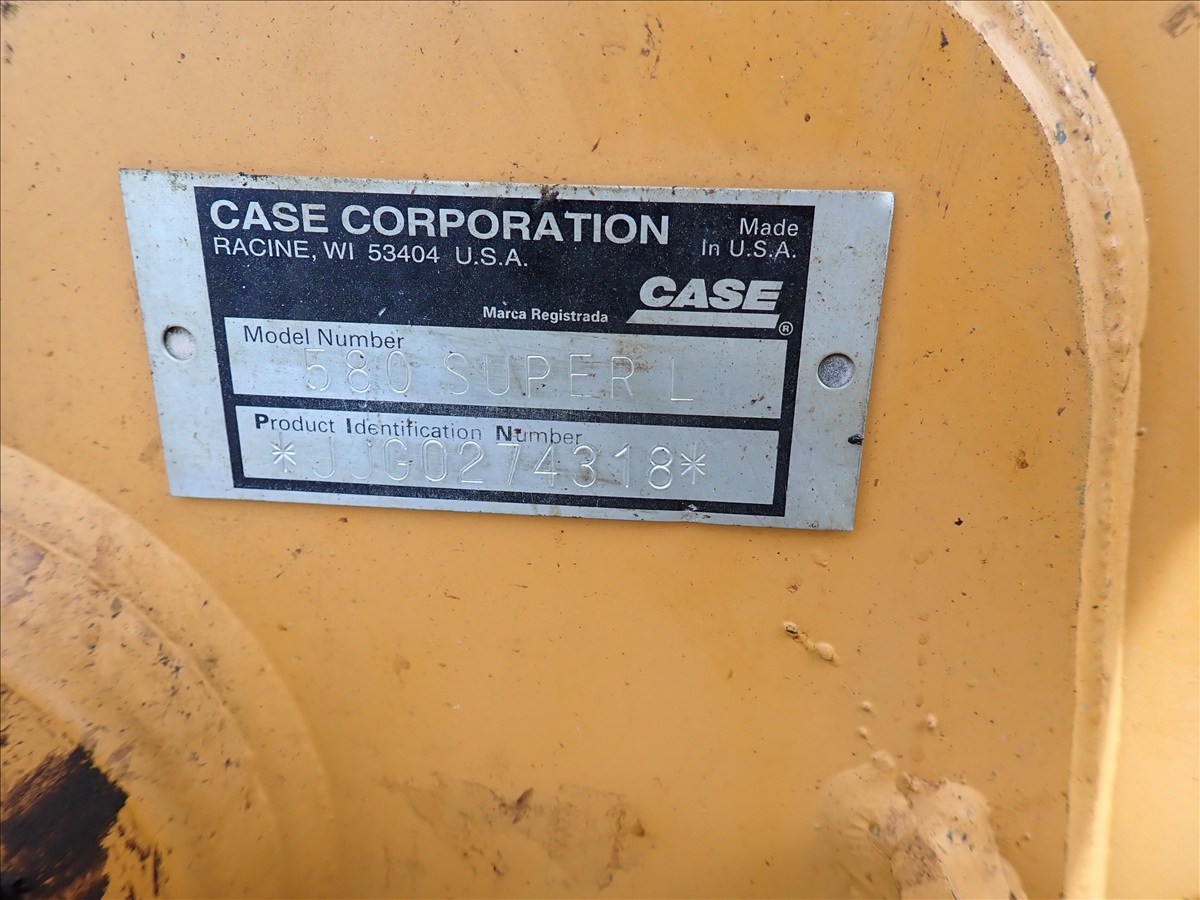 CASE CORPORATION
RACINE, WI 53404 U.S.A.
Made
In U.S.A.
CASE
Marca Registrada
®
Model Number
580 SUPER L
Product Identification Number
*JJG0274318*